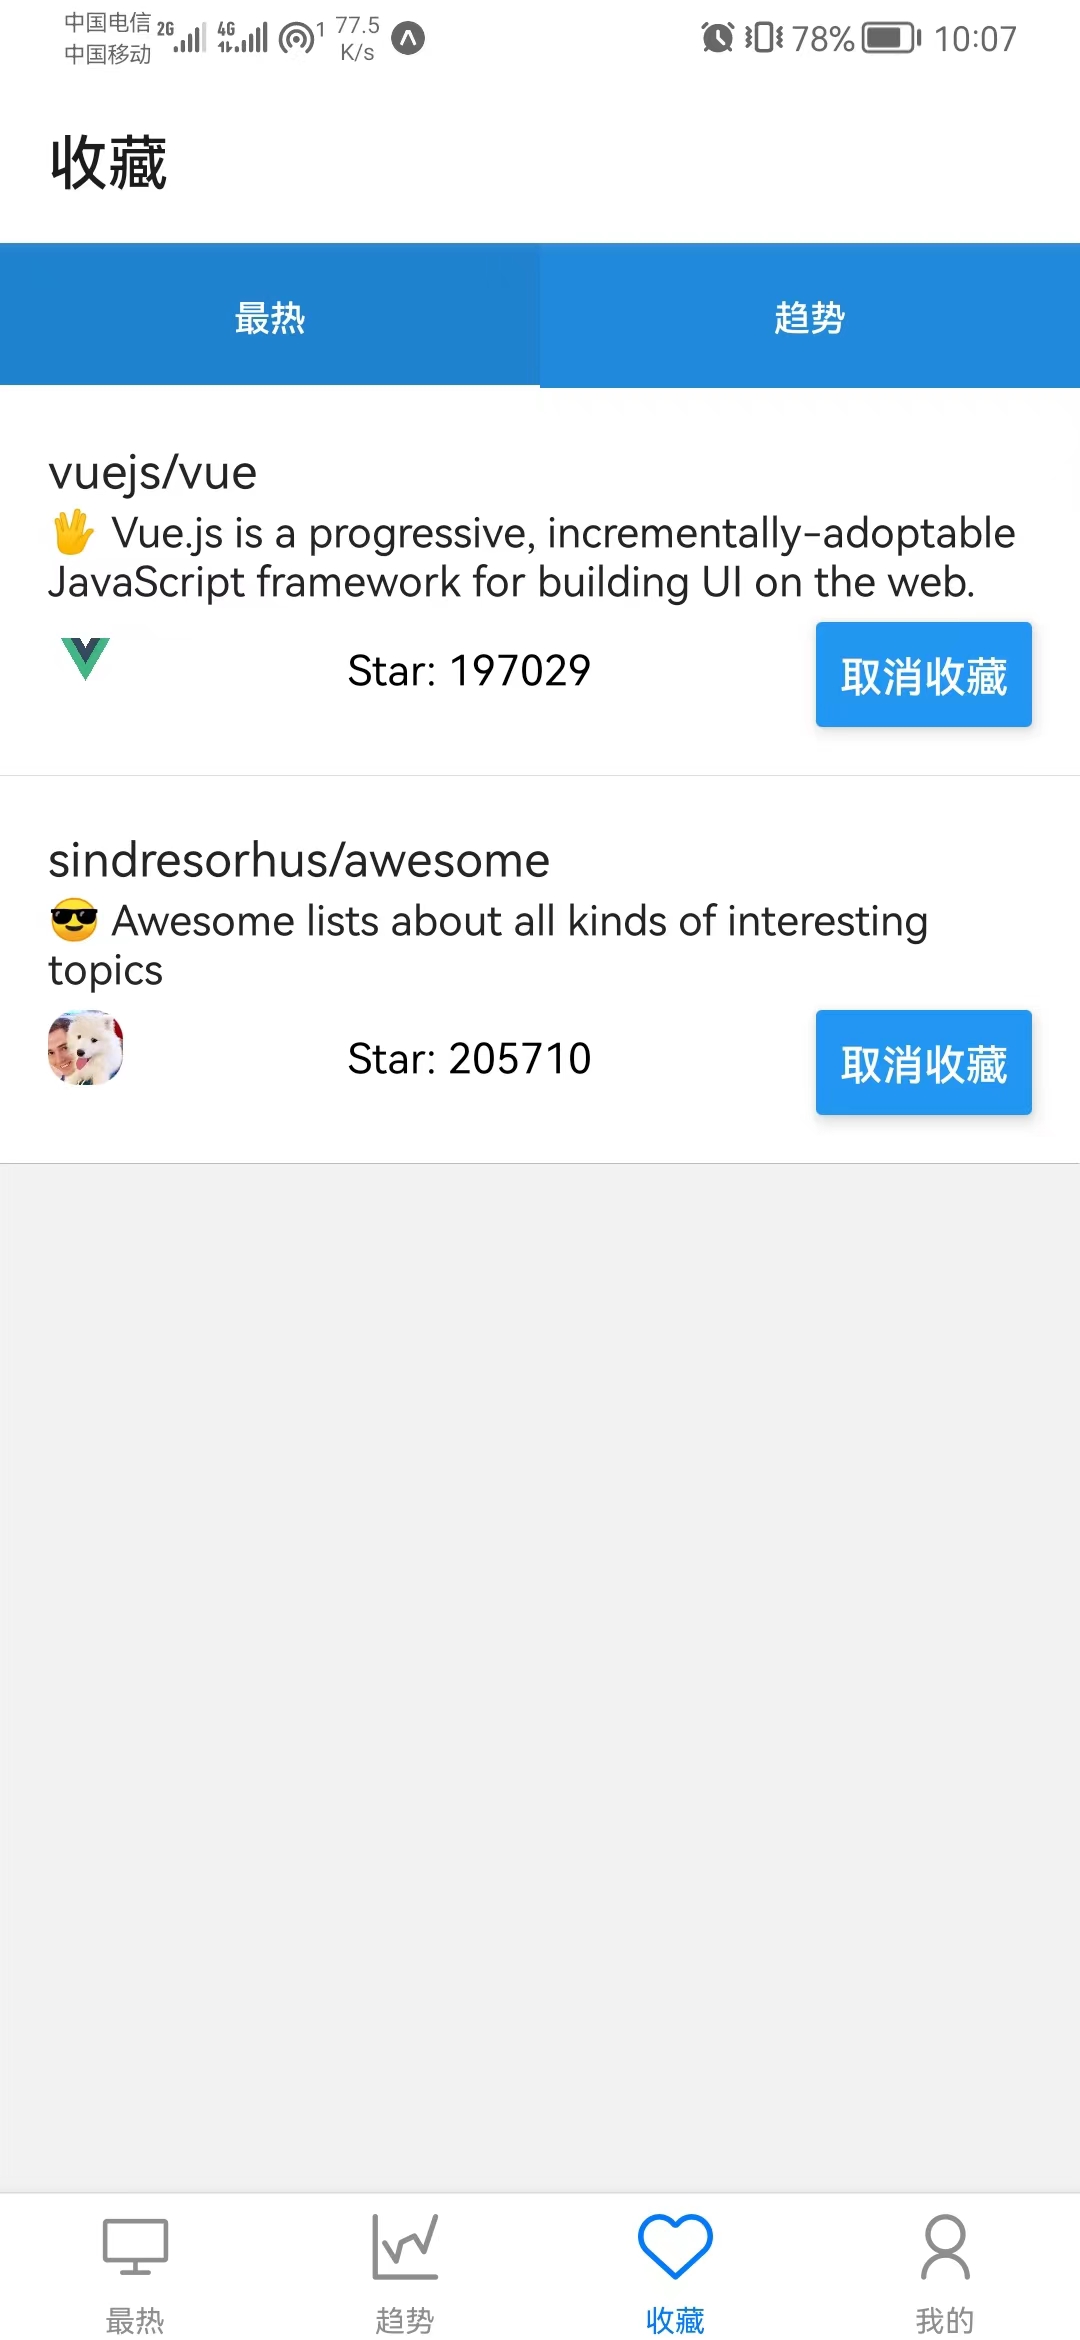 中国电信 2G 4G 1 77.5 78% 10:07
中国移动 K/s
收藏
最热 趋势
vuejs/vue
🖖 Vue.js is a progressive, incrementally-adoptable
JavaScript framework for building UI on the web.
Star: 197029 取消收藏
sindresorhus/awesome
😎 Awesome lists about all kinds of interesting
topics
Star: 205710 取消收藏
最热 趋势 收藏 我的